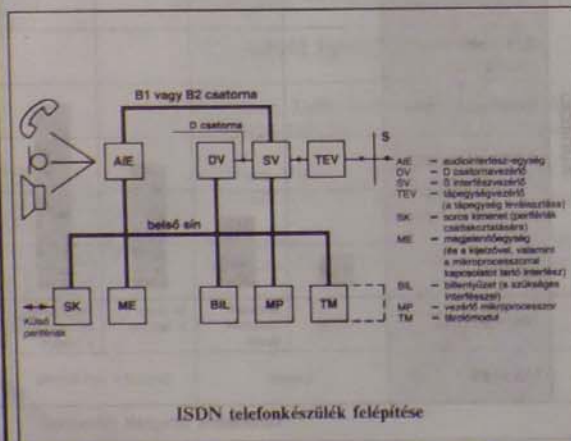 B1 vagy B2 csatorna
D csatorna
S
AIE
DV
SV
TEV
belső sín
SK
ME
BIL
MP
TM
Külső
perifériák
AIE — audiointerfész-egység
DV — D csatornavezérlő
SV — S interfészvezérlő
TEV — tápegységvezérlő
(a tápegység leválasztása)
SK — soros kimenet (perifériák
csatlakoztatására)
ME — megjelenítőegység
(és a kijelzővel, valamint
a mikroprocesszorral
kapcsolatot tartó interfész)
BIL — billentyűzet (a szükséges
interfésszel)
MP — vezérlő mikroprocesszor
TM — tárolómodul
ISDN telefonkészülék felépítése